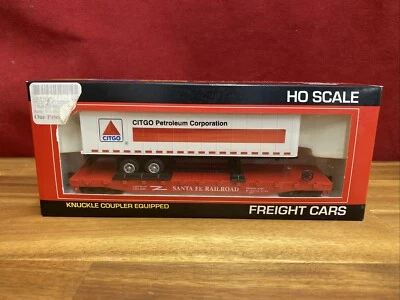 HO SCALE
CITGO
CITGO Petroleum Corporation
SANTA FE RAILROAD
KNUCKLE COUPLER EQUIPPED
FREIGHT CARS